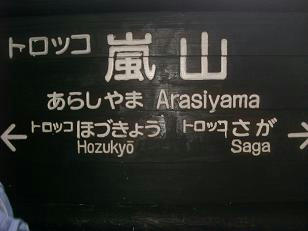 トロッコ 嵐山
あらしやま Arasiyama
← トロッコ ほづきょう トロッコ さが →
Hozukyō Saga